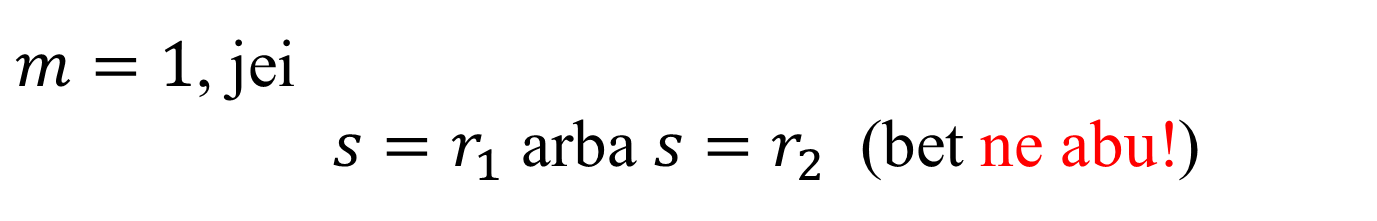 m = 1, jei
s = r₁ arba s = r₂ (bet ne abu!)